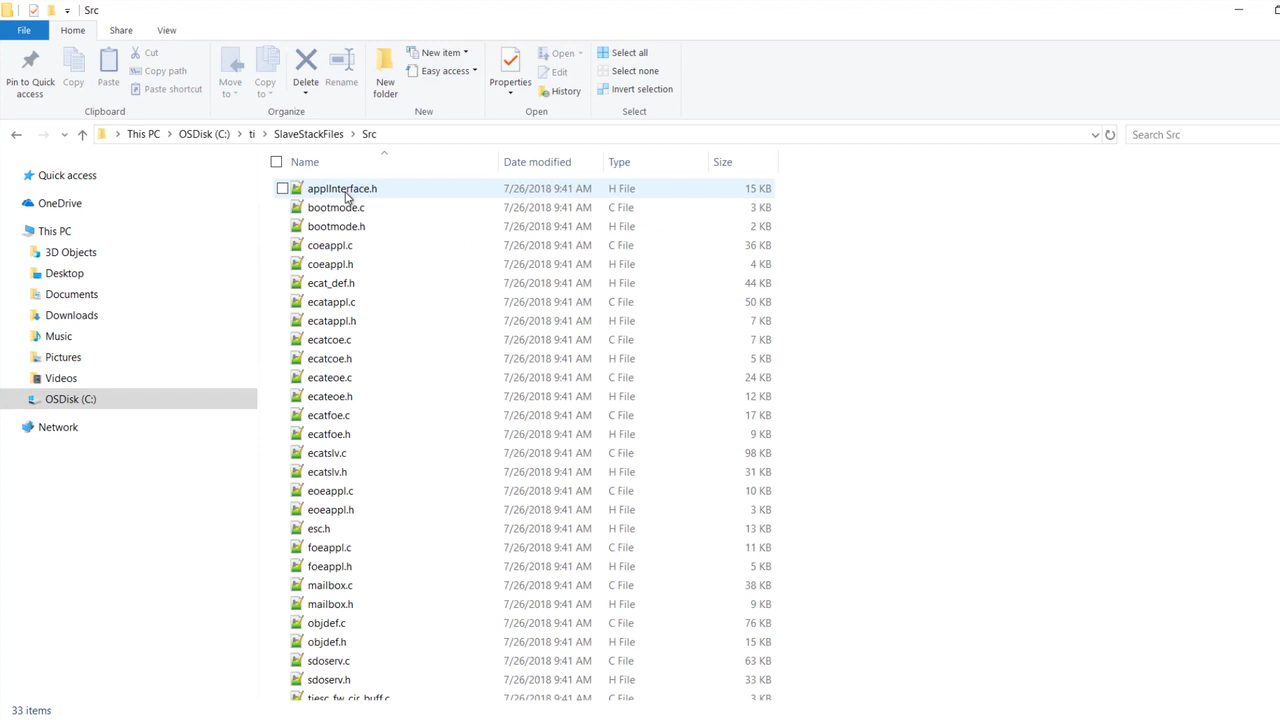 Src
File Home Share View
Pin to Quick access
Copy
Paste
Cut
Copy path
Paste shortcut
Clipboard
Move to
Copy to
Delete
Rename
Organize
New folder
New item
Easy access
New
Properties
Open
Edit
History
Open
Select all
Select none
Invert selection
Select
This PC > OSDisk (C:) > ti > SlaveStackFiles > Src
Search Src
Quick access
OneDrive
This PC
3D Objects
Desktop
Documents
Downloads
Music
Pictures
Videos
OSDisk (C:)
Network
Name Date modified Type Size
applInterface.h 7/26/2018 9:41 AM H File 15 KB
bootmode.c 7/26/2018 9:41 AM C File 3 KB
bootmode.h 7/26/2018 9:41 AM H File 2 KB
coeappl.c 7/26/2018 9:41 AM C File 36 KB
coeappl.h 7/26/2018 9:41 AM H File 4 KB
ecat_def.h 7/26/2018 9:41 AM H File 44 KB
ecatappl.c 7/26/2018 9:41 AM C File 50 KB
ecatappl.h 7/26/2018 9:41 AM H File 7 KB
ecatcoe.c 7/26/2018 9:41 AM C File 7 KB
ecatcoe.h 7/26/2018 9:41 AM H File 5 KB
ecateoe.c 7/26/2018 9:41 AM C File 24 KB
ecateoe.h 7/26/2018 9:41 AM H File 12 KB
ecatfoe.c 7/26/2018 9:41 AM C File 17 KB
ecatfoe.h 7/26/2018 9:41 AM H File 9 KB
ecatslv.c 7/26/2018 9:41 AM C File 98 KB
ecatslv.h 7/26/2018 9:41 AM H File 31 KB
eoeappl.c 7/26/2018 9:41 AM C File 10 KB
eoeappl.h 7/26/2018 9:41 AM H File 3 KB
esc.h 7/26/2018 9:41 AM H File 13 KB
foeappl.c 7/26/2018 9:41 AM C File 11 KB
foeappl.h 7/26/2018 9:41 AM H File 5 KB
mailbox.c 7/26/2018 9:41 AM C File 38 KB
mailbox.h 7/26/2018 9:41 AM H File 9 KB
objdef.c 7/26/2018 9:41 AM C File 76 KB
objdef.h 7/26/2018 9:41 AM H File 15 KB
sdoserv.c 7/26/2018 9:41 AM C File 63 KB
sdoserv.h 7/26/2018 9:41 AM H File 33 KB
tiesc_fw_cir_buff.c 7/26/2018 9:41 AM C File 3 KB
33 items